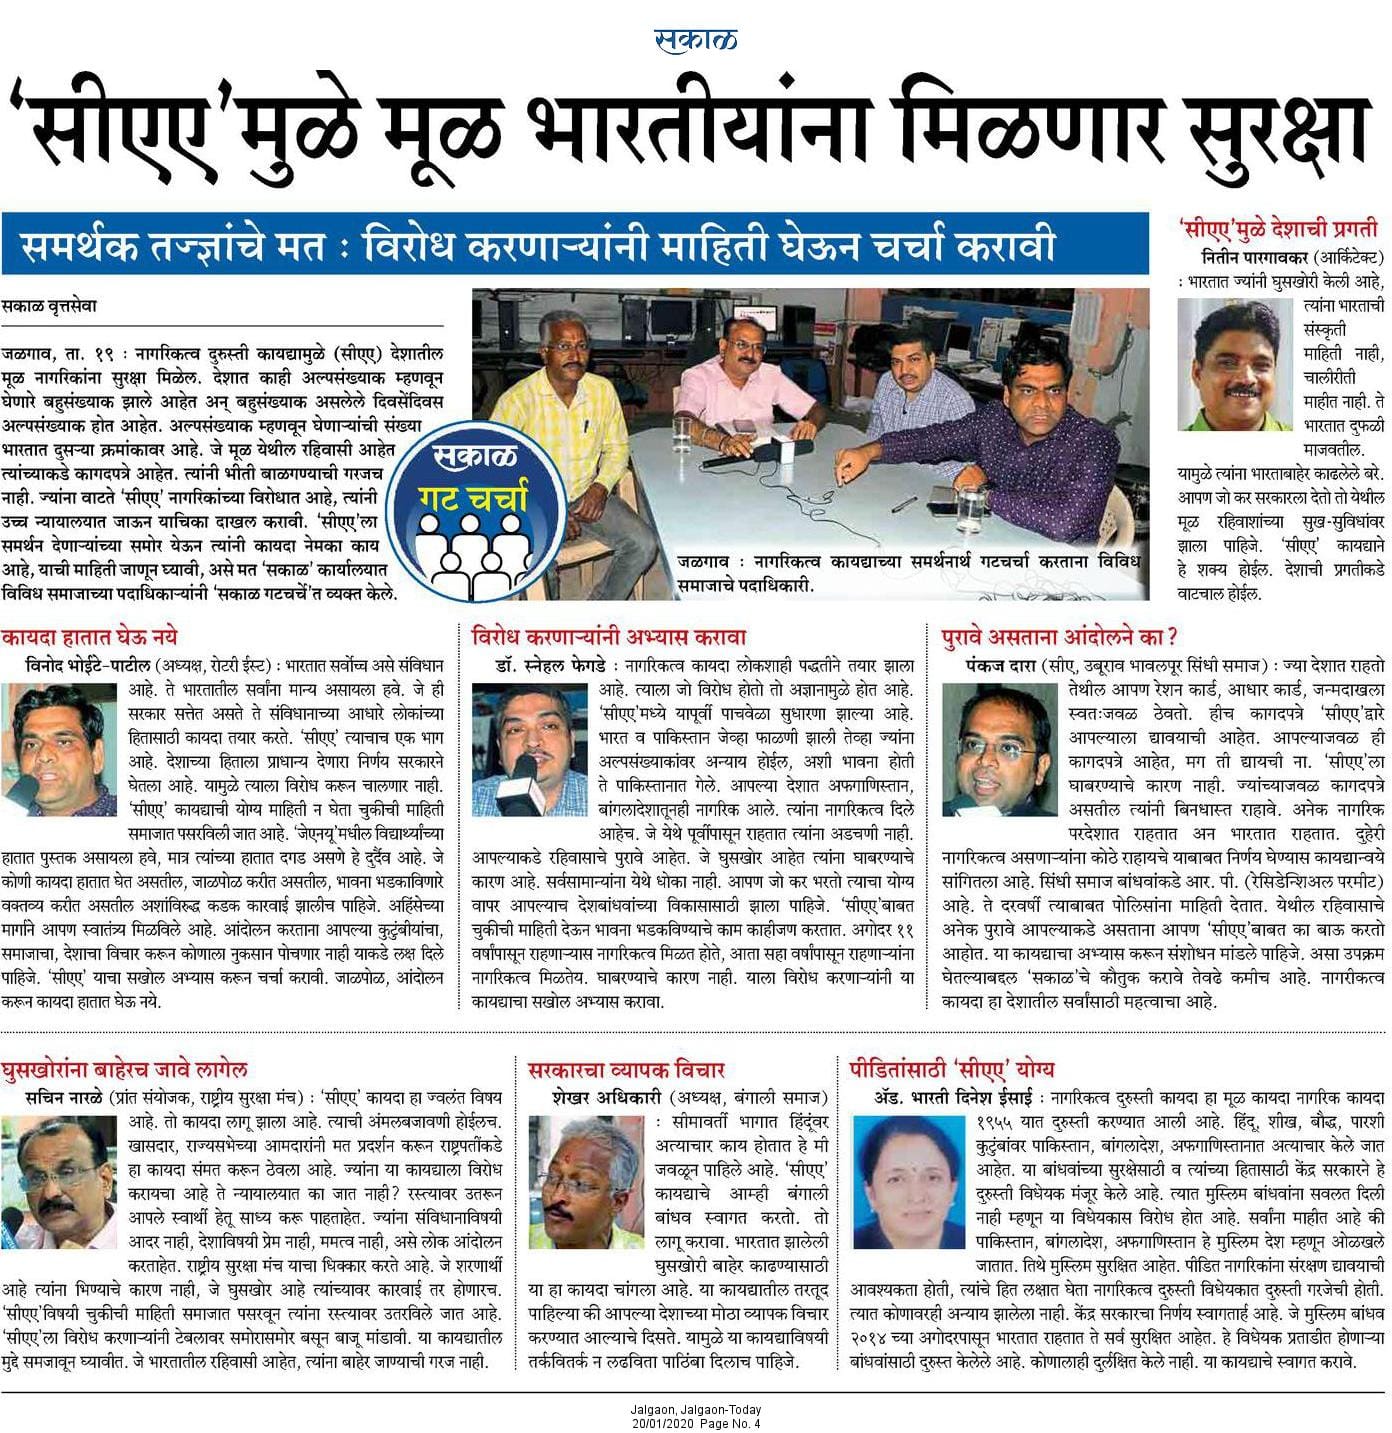 सकाळ
‘सीएए’मुळे मूळ भारतीयांना मिळणार सुरक्षा
समर्थक तज्ज्ञांचे मत : विरोध करणाऱ्यांनी माहिती घेऊन चर्चा करावी
सकाळ वृत्तसेवा
जळगाव, ता. १९ : नागरिकत्व दुरुस्ती कायद्यामुळे (सीएए) देशातील
मूळ नागरिकांना सुरक्षा मिळेल. देशात काही अल्पसंख्याक म्हणवून
घेणारे बहुसंख्याक झाले आहेत अन् बहुसंख्याक असलेले दिवसेंदिवस
अल्पसंख्याक होत आहेत. अल्पसंख्याक म्हणवून घेणाऱ्यांची संख्या
भारतात दुसऱ्या क्रमांकावर आहे. जे मूळ येथील रहिवासी आहेत
त्यांच्याकडे कागदपत्रे आहेत. त्यांनी भीती बाळगण्याची गरजच
नाही. ज्यांना वाटते ‘सीएए’ नागरिकांच्या विरोधात आहे, त्यांनी
उच्च न्यायालयात जाऊन याचिका दाखल करावी. ‘सीएए’ला
समर्थन देणाऱ्यांच्या समोर येऊन त्यांनी कायदा नेमका काय
आहे, याची माहिती जाणून घ्यावी, असे मत ‘सकाळ’ कार्यालयात
विविध समाजाच्या पदाधिकाऱ्यांनी ‘सकाळ गटचर्चे’त व्यक्त केले.
सकाळ
गट चर्चा
जळगाव : नागरिकत्व कायद्याच्या समर्थनार्थ गटचर्चा करताना विविध
समाजाचे पदाधिकारी.
‘सीएए’मुळे देशाची प्रगती
नितीन पारगावकर (आर्किटेक्ट)
: भारतात ज्यांनी घुसखोरी केली आहे,
त्यांना भारताची
संस्कृती
माहिती नाही,
चालीरीती
माहीत नाही. ते
भारतात दुफळी
माजवतील.
यामुळे त्यांना भारताबाहेर काढलेले बरे.
आपण जो कर सरकारला देतो तो येथील
मूळ रहिवाशांच्या सुख-सुविधांवर
झाला पाहिजे. ‘सीएए’ कायद्याने
हे शक्य होईल. देशाची प्रगतीकडे
वाटचाल होईल.
कायदा हातात घेऊ नये
विनोद भोईटे-पाटील (अध्यक्ष, रोटरी ईस्ट) : भारतात सर्वोच्च असे संविधान
आहे. ते भारतातील सर्वांना मान्य असायला हवे. जे ही
सरकार सत्तेत असते ते संविधानाच्या आधारे लोकांच्या
हितासाठी कायदा तयार करते. ‘सीएए’ त्याचाच एक भाग
आहे. देशाच्या हिताला प्राधान्य देणारा निर्णय सरकारने
घेतला आहे. यामुळे त्याला विरोध करून चालणार नाही.
‘सीएए’ कायद्याची योग्य माहिती न घेता चुकीची माहिती
समाजात पसरविली जात आहे. ‘जेएनयू’मधील विद्यार्थ्यांच्या
हातात पुस्तक असायला हवे, मात्र त्यांच्या हातात दगड असणे हे दुर्दैव आहे. जे
कोणी कायदा हातात घेत असतील, जाळपोळ करीत असतील, भावना भडकाविणारे
वक्तव्य करीत असतील अशांविरुद्ध कडक कारवाई झालीच पाहिजे. अहिंसेच्या
मार्गाने आपण स्वातंत्र्य मिळविले आहे. आंदोलन करताना आपल्या कुटुंबीयांचा,
समाजाचा, देशाचा विचार करून कोणाला नुकसान पोचणार नाही याकडे लक्ष दिले
पाहिजे. ‘सीएए’ याचा सखोल अभ्यास करून चर्चा करावी. जाळपोळ, आंदोलन
करून कायदा हातात घेऊ नये.
विरोध करणाऱ्यांनी अभ्यास करावा
डॉ. स्नेहल फेगडे : नागरिकत्व कायदा लोकशाही पद्धतीने तयार झाला
आहे. त्याला जो विरोध होतो तो अज्ञानामुळे होत आहे.
‘सीएए’मध्ये यापूर्वी पाचवेळा सुधारणा झाल्या आहे.
भारत व पाकिस्तान जेव्हा फाळणी झाली तेव्हा ज्यांना
अल्पसंख्याकांवर अन्याय होईल, अशी भावना होती
ते पाकिस्तानात गेले. आपल्या देशात अफगाणिस्तान,
बांगलादेशातूनही नागरिक आले. त्यांना नागरिकत्व दिले
आहेच. जे येथे पूर्वीपासून राहतात त्यांना अडचणी नाही.
आपल्याकडे रहिवासाचे पुरावे आहेत. जे घुसखोर आहेत त्यांना घाबरण्याचे
कारण आहे. सर्वसामान्यांना येथे धोका नाही. आपण जो कर भरतो त्याचा योग्य
वापर आपल्याच देशबांधवांच्या विकासासाठी झाला पाहिजे. ‘सीएए’बाबत
चुकीची माहिती देऊन भावना भडकविण्याचे काम काहीजण करतात. अगोदर ११
वर्षांपासून राहणाऱ्यास नागरिकत्व मिळत होते, आता सहा वर्षांपासून राहणाऱ्यांना
नागरिकत्व मिळतेय. घाबरण्याचे कारण नाही. याला विरोध करणाऱ्यांनी या
कायद्याचा सखोल अभ्यास करावा.
पुरावे असताना आंदोलने का?
पंकज दारा (सीए, उबूराव भावलपूर सिंधी समाज) : ज्या देशात राहतो
तेथील आपण रेशन कार्ड, आधार कार्ड, जन्मदाखला
स्वतःजवळ ठेवतो. हीच कागदपत्रे ‘सीएए’द्वारे
आपल्याला द्यावयाची आहेत. आपल्याजवळ ही
कागदपत्रे आहेत, मग ती द्यायची ना. ‘सीएए’ला
घाबरण्याचे कारण नाही. ज्यांच्याजवळ कागदपत्रे
असतील त्यांनी बिनधास्त राहावे. अनेक नागरिक
परदेशात राहतात अन भारतात राहतात. दुहेरी
नागरिकत्व असणाऱ्यांना कोठे राहायचे याबाबत निर्णय घेण्यास कायद्यान्वये
सांगितला आहे. सिंधी समाज बांधवांकडे आर. पी. (रेसिडेन्शिअल परमीट)
आहे. ते दरवर्षी त्याबाबत पोलिसांना माहिती देतात. येथील रहिवासाचे
अनेक पुरावे आपल्याकडे असताना आपण ‘सीएए’बाबत का बाऊ करतो
आहोत. या कायद्याचा अभ्यास करून संशोधन मांडले पाहिजे. असा उपक्रम
घेतल्याबद्दल ‘सकाळ’चे कौतुक करावे तेवढे कमीच आहे. नागरीकत्व
कायदा हा देशातील सर्वांसाठी महत्वाचा आहे.
घुसखोरांना बाहेरच जावे लागेल
सचिन नारळे (प्रांत संयोजक, राष्ट्रीय सुरक्षा मंच) : ‘सीएए’ कायदा हा ज्वलंत विषय
आहे. तो कायदा लागू झाला आहे. त्याची अंमलबजावणी होईलच.
खासदार, राज्यसभेच्या आमदारांनी मत प्रदर्शन करून राष्ट्रपतींकडे
हा कायदा संमत करून ठेवला आहे. ज्यांना या कायद्याला विरोध
करायचा आहे ते न्यायालयात का जात नाही? रस्त्यावर उतरून
आपले स्वार्थी हेतू साध्य करू पाहताहेत. ज्यांना संविधानाविषयी
आदर नाही, देशाविषयी प्रेम नाही, ममत्व नाही, असे लोक आंदोलन
करताहेत. राष्ट्रीय सुरक्षा मंच याचा धिक्कार करते आहे. जे शरणार्थी
आहे त्यांना भिण्याचे कारण नाही, जे घुसखोर आहे त्यांच्यावर कारवाई तर होणारच.
‘सीएए’विषयी चुकीची माहिती समाजात पसरवून त्यांना रस्त्यावर उतरविले जात आहे.
‘सीएए’ला विरोध करणाऱ्यांनी टेबलावर समोरासमोर बसून बाजू मांडावी. या कायद्यातील
मुद्दे समजावून घ्यावीत. जे भारतातील रहिवासी आहेत, त्यांना बाहेर जाण्याची गरज नाही.
सरकारचा व्यापक विचार
शेखर अधिकारी (अध्यक्ष, बंगाली समाज)
: सीमावर्ती भागात हिंदूंवर
अत्याचार काय होतात हे मी
जवळून पाहिले आहे. ‘सीएए’
कायद्याचे आम्ही बंगाली
बांधव स्वागत करतो. तो
लागू करावा. भारतात झालेली
घुसखोरी बाहेर काढण्यासाठी
या हा कायदा चांगला आहे. या कायद्यातील तरतूद
पाहिल्या की आपल्या देशाच्या मोठा व्यापक विचार
करण्यात आल्याचे दिसते. यामुळे या कायद्याविषयी
तर्कवितर्क न लढविता पाठिंबा दिलाच पाहिजे.
पीडितांसाठी ‘सीएए’ योग्य
ॲड. भारती दिनेश ईसाई : नागरिकत्व दुरुस्ती कायदा हा मूळ कायदा नागरिक कायदा
१९५५ यात दुरुस्ती करण्यात आली आहे. हिंदू, शीख, बौद्ध, पारशी
कुटुंबांवर पाकिस्तान, बांगलादेश, अफगाणिस्तानात अत्याचार केले जात
आहेत. या बांधवांच्या सुरक्षेसाठी व त्यांच्या हितासाठी केंद्र सरकारने हे
दुरुस्ती विधेयक मंजूर केले आहे. त्यात मुस्लिम बांधवांना सवलत दिली
नाही म्हणून या विधेयकास विरोध होत आहे. सर्वांना माहीत आहे की
पाकिस्तान, बांगलादेश, अफगाणिस्तान हे मुस्लिम देश म्हणून ओळखले
जातात. तिथे मुस्लिम सुरक्षित आहेत. पीडित नागरिकांना संरक्षण द्यावयाची
आवश्यकता होती, त्यांचे हित लक्षात घेता नागरिकत्व दुरुस्ती विधेयकात दुरुस्ती गरजेची होती.
त्यात कोणावरही अन्याय झालेला नाही. केंद्र सरकारचा निर्णय स्वागतार्ह आहे. जे मुस्लिम बांधव
२०१४ च्या अगोदरपासून भारतात राहतात ते सर्व सुरक्षित आहेत. हे विधेयक प्रताडीत होणाऱ्या
बांधवांसाठी दुरुस्त केलेले आहे. कोणालाही दुर्लक्षित केले नाही. या कायद्याचे स्वागत करावे.
Jalgaon, Jalgaon-Today
20/01/2020 Page No. 4